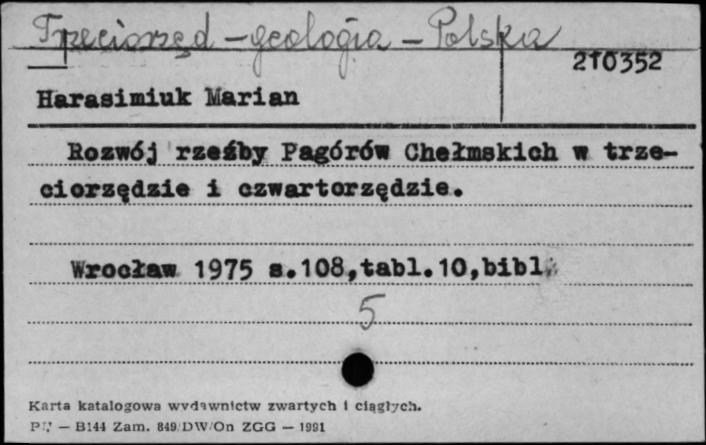 Trzeciorzęd - geologia - Polska
210352
Harasimiuk Marian
Rozwój rzeźby Pagórów Chełmskich w trze-
ciorzędzie i czwartorzędzie.
Wrocław 1975 s.108,tabl.10,bibl.
5
Karta katalogowa wydawnictw zwartych i ciągłych.
PU — B144 Zam. 849/DW/On ZGG — 1991